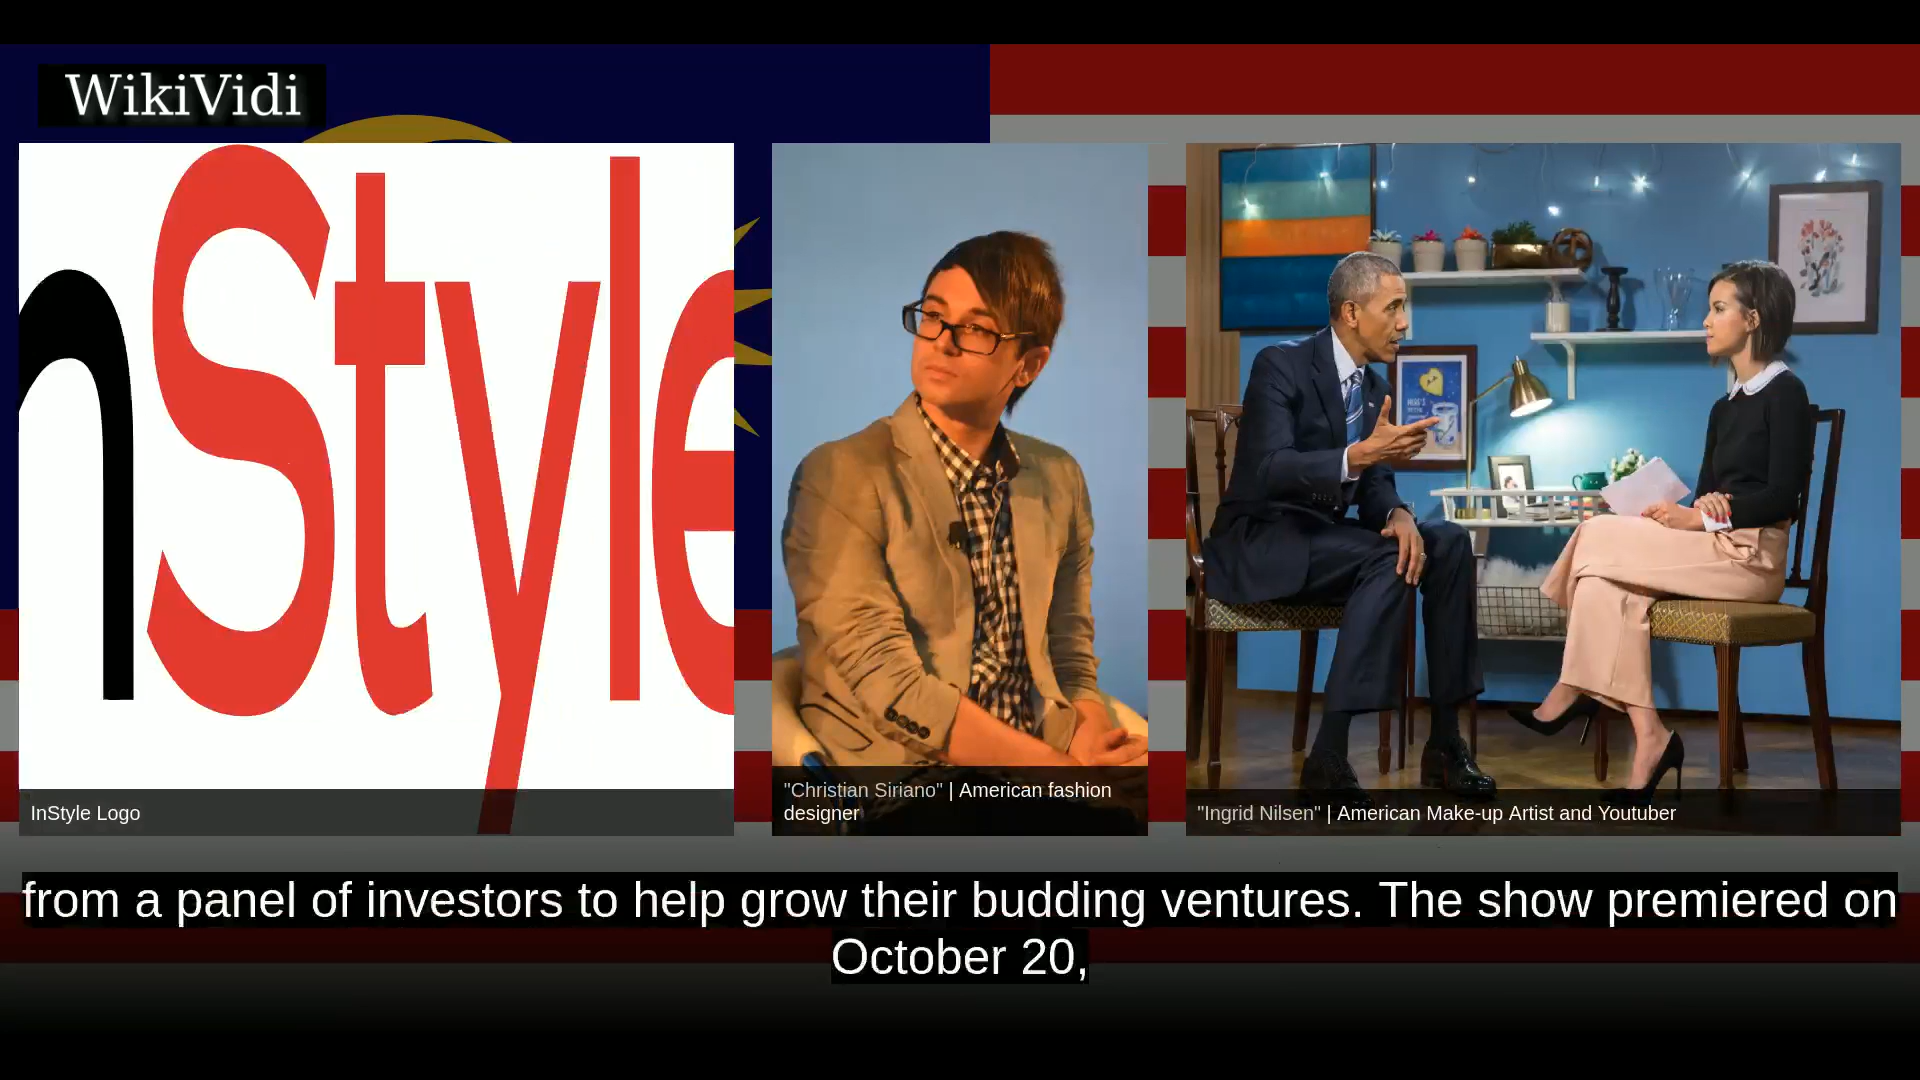 WikiVidi
nStyle
InStyle Logo
"Christian Siriano" | American fashion
designer
HERE'S
"Ingrid Nilsen" | American Make-up Artist and Youtuber
from a panel of investors to help grow their budding ventures. The show premiered on
October 20,